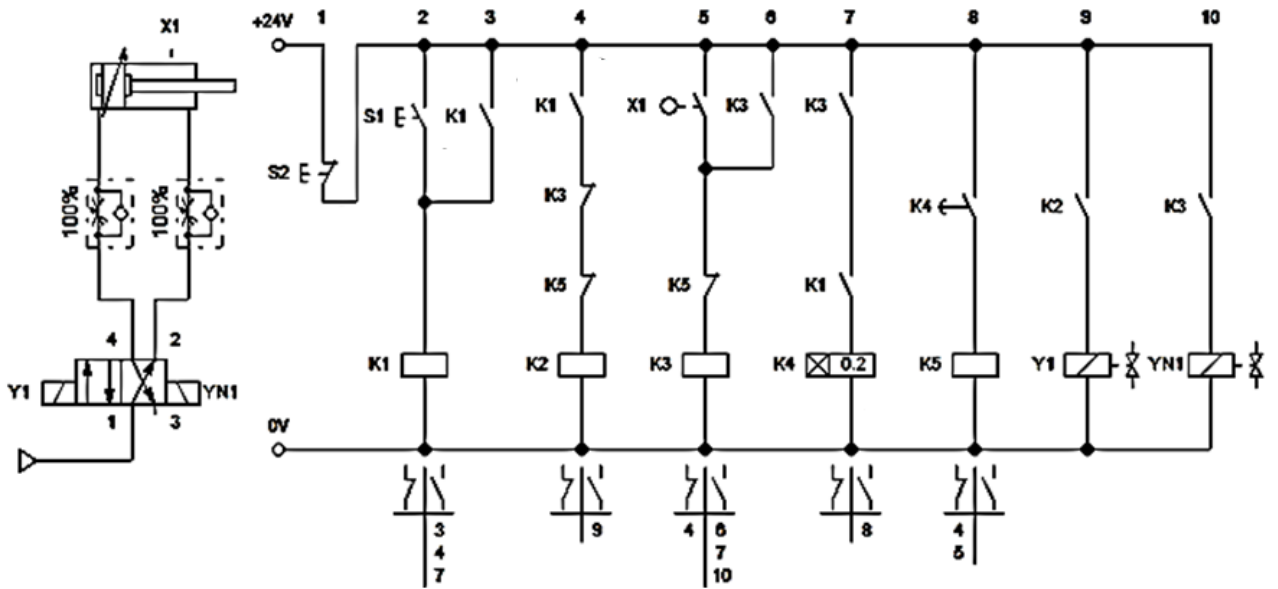 X1
+24V 1 2 3 4 5 6 7 8 9 10
S1 K1 K1 X1 K3 K3
S2
K3 K4 K2 K3
100% 100%
K5 K5 K1
4 2
K1 K2 K3 K4 0.2 K5 Y1 YN1
Y1 YN1
1 3
0V
3 9 4 6 8 4
4 7 5
7 10